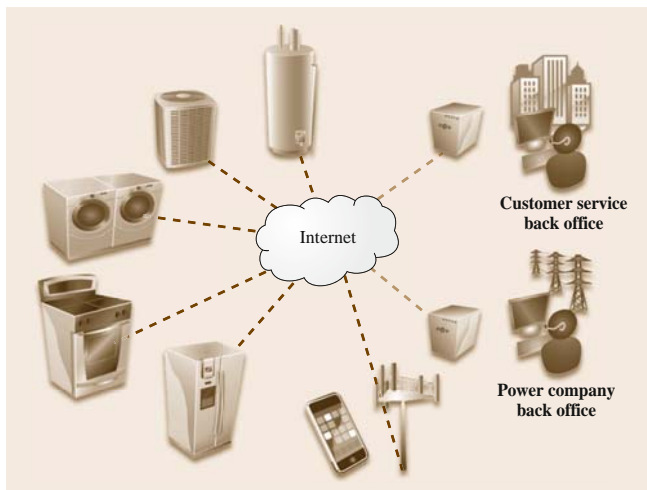 Internet
Customer service
back office
Power company
back office